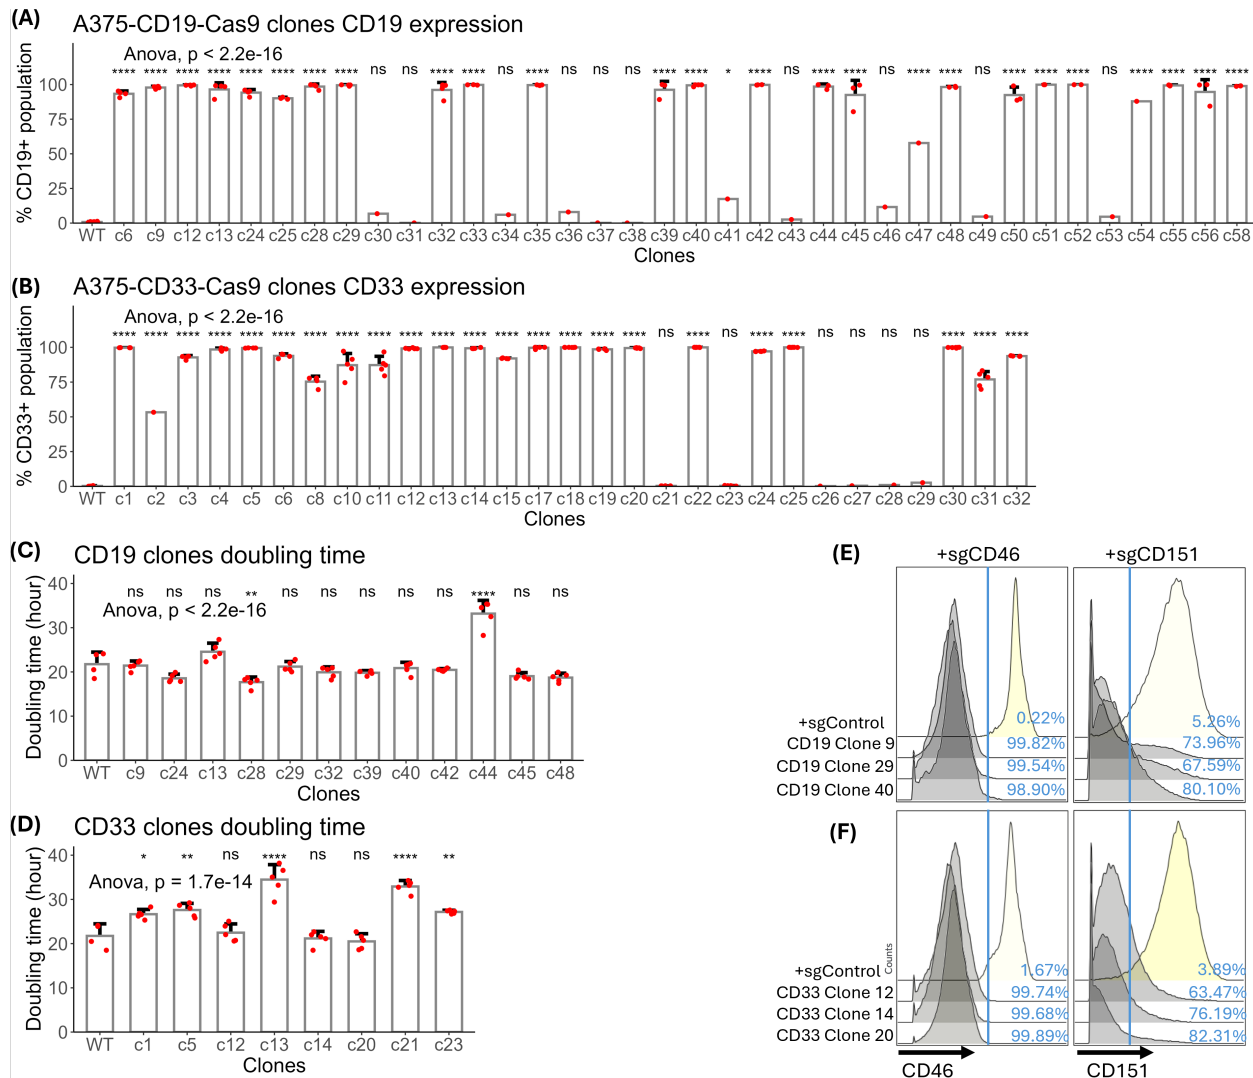 (A)
A375-CD19-Cas9 clones CD19 expression
Anova, p < 2.2e-16
**** **** **** **** **** **** **** **** ns ns **** **** ns **** ns ns ns **** **** * **** ns **** **** ns **** **** ns **** **** **** ns **** **** **** ****
% CD19+ population
100
75
50
25
0
WT c6 c9 c12 c13 c24 c25 c28 c29 c30 c31 c32 c33 c34 c35 c36 c37 c38 c39 c40 c41 c42 c43 c44 c45 c46 c47 c48 c49 c50 c51 c52 c53 c54 c55 c56 c58
Clones
(B)
A375-CD33-Cas9 clones CD33 expression
Anova, p < 2.2e-16
**** **** **** **** **** **** **** **** **** **** **** **** **** **** **** **** **** ns **** ns **** **** ns ns ns ns **** **** ****
% CD33+ population
100
75
50
25
0
WT c1 c2 c3 c4 c5 c6 c8 c10 c11 c12 c13 c14 c15 c17 c18 c19 c20 c21 c22 c23 c24 c25 c26 c27 c28 c29 c30 c31 c32
Clones
(C)
CD19 clones doubling time
ns ns ns ** ns ns ns ns ns **** ns ns
Anova, p < 2.2e-16
Doubling time (hour)
40
30
20
10
0
WT c9 c24 c13 c28 c29 c32 c39 c40 c42 c44 c45 c48
Clones
(D)
CD33 clones doubling time
* ** ns **** ns ns **** **
Anova, p = 1.7e-14
Doubling time (hour)
40
30
20
10
0
WT c1 c5 c12 c13 c14 c20 c21 c23
Clones
(E)
+sgCD46 +sgCD151
+sgControl 0.22% 5.26%
CD19 Clone 9 99.82% 73.96%
CD19 Clone 29 99.54% 67.59%
CD19 Clone 40 98.90% 80.10%
(F)
Counts
+sgControl 1.67% 3.89%
CD33 Clone 12 99.74% 63.47%
CD33 Clone 14 99.68% 76.19%
CD33 Clone 20 99.89% 82.31%
CD46 CD151